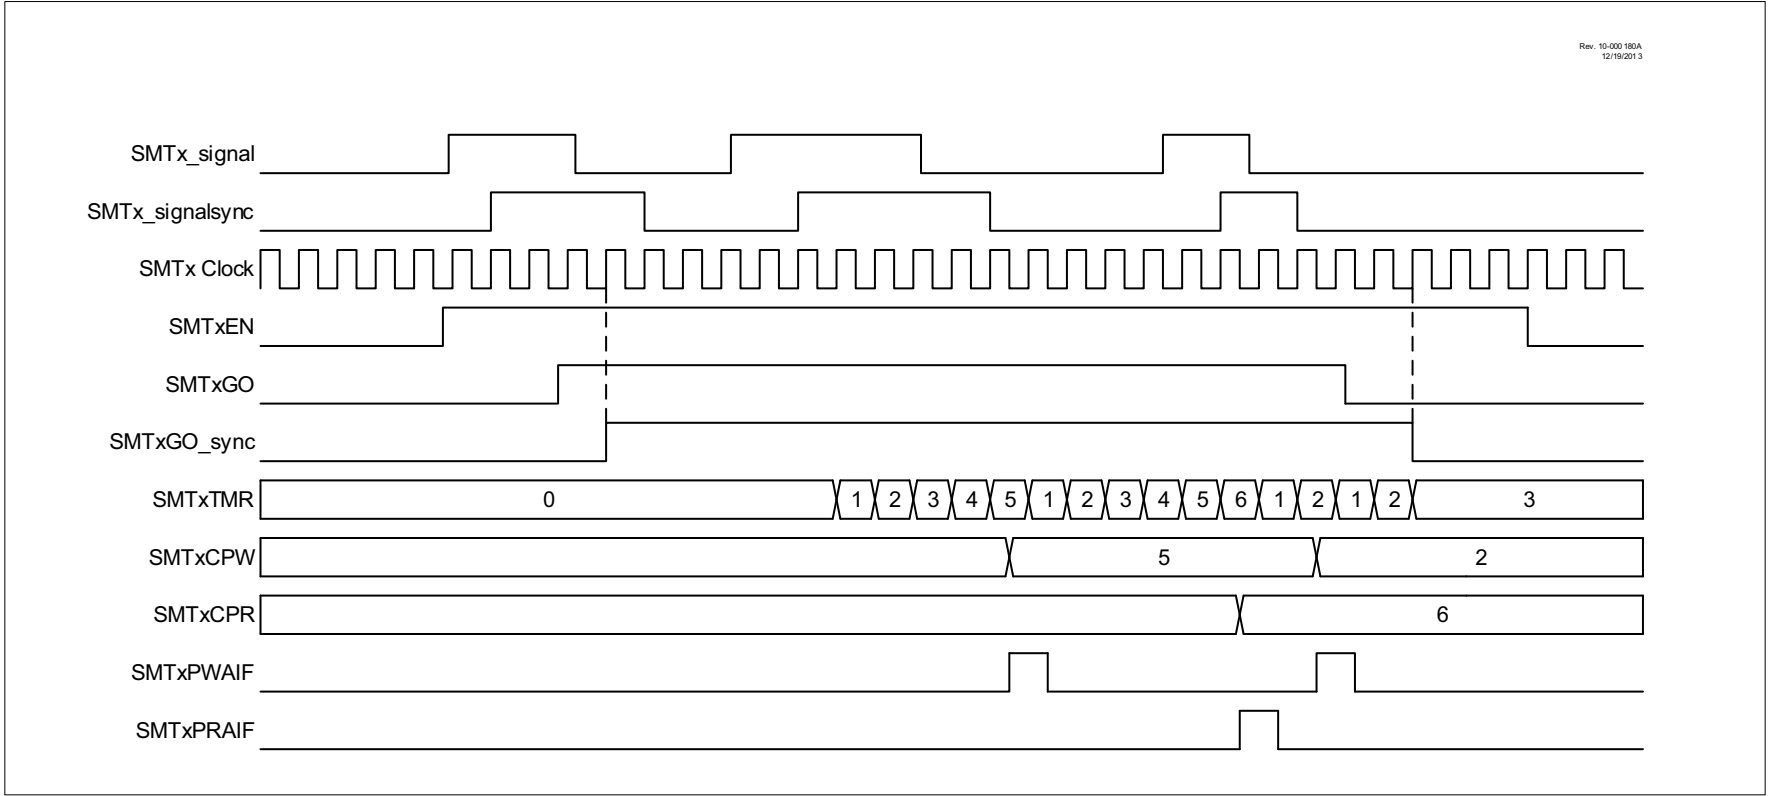 Rev. 10-000 180A
12/19/201 3
SMTx_signal
SMTx_signalsync
SMTx Clock
SMTxEN
SMTxGO
SMTxGO_sync
SMTxTMR 0 1 2 3 4 5 1 2 3 4 5 6 1 2 1 2 3
SMTxCPW 5 2
SMTxCPR 6
SMTxPWAIF
SMTxPRAIF